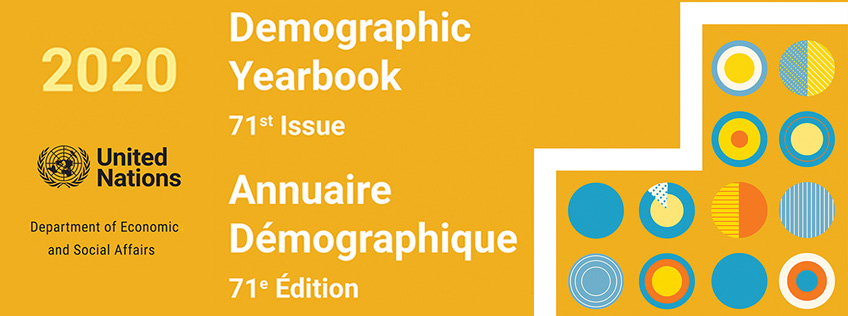 2020
United
Nations
Department of Economic
and Social Affairs
Demographic
Yearbook
71st Issue
Annuaire
Démographique
71e Édition